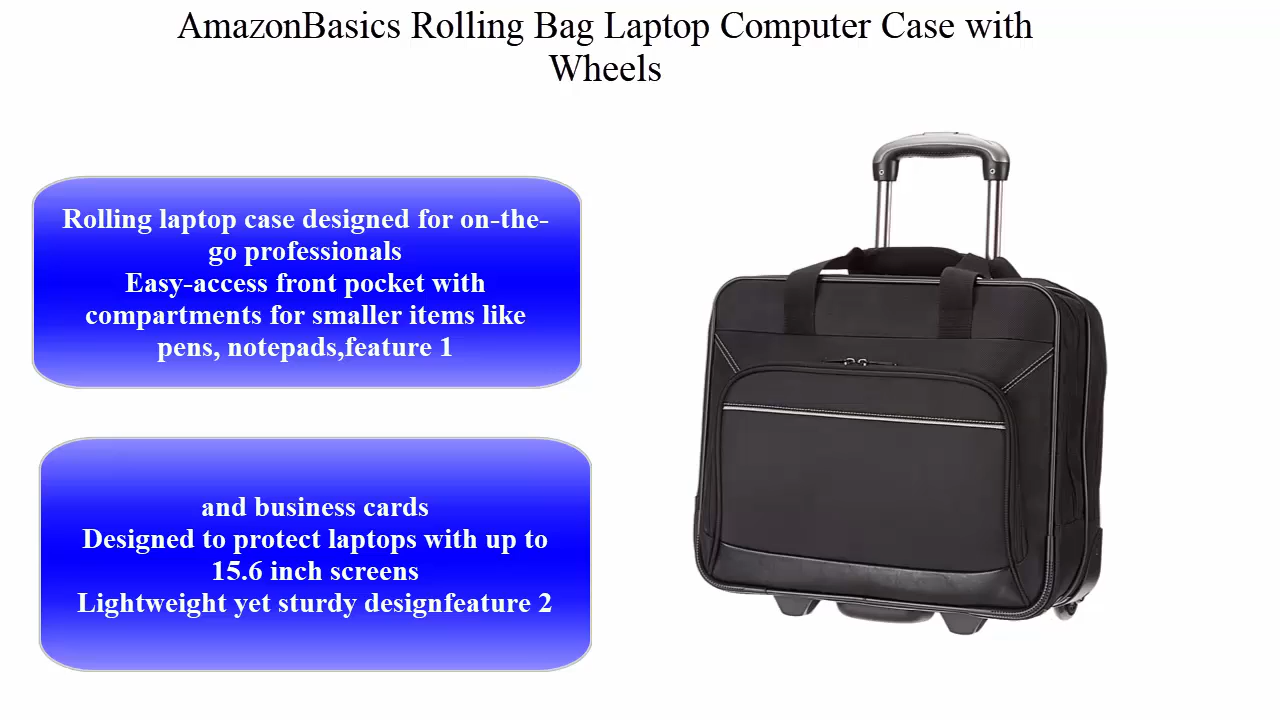 AmazonBasics Rolling Bag Laptop Computer Case with
Wheels
Rolling laptop case designed for on-the-
go professionals
Easy-access front pocket with
compartments for smaller items like
pens, notepads,feature 1
and business cards
Designed to protect laptops with up to
15.6 inch screens
Lightweight yet sturdy designfeature 2